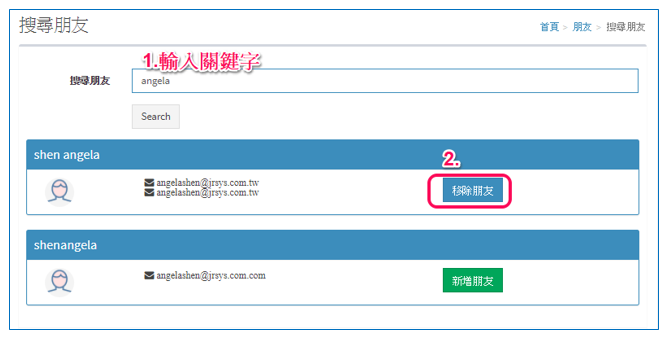 搜尋朋友
首頁 > 朋友 > 搜尋朋友
1.輸入關鍵字
搜尋朋友
angela
Search
shen angela
2.
angelashen@jrsys.com.tw
angelashen@jrsys.com.tw
移除朋友
shenangela
angelashen@jrsys.com.com
新增朋友